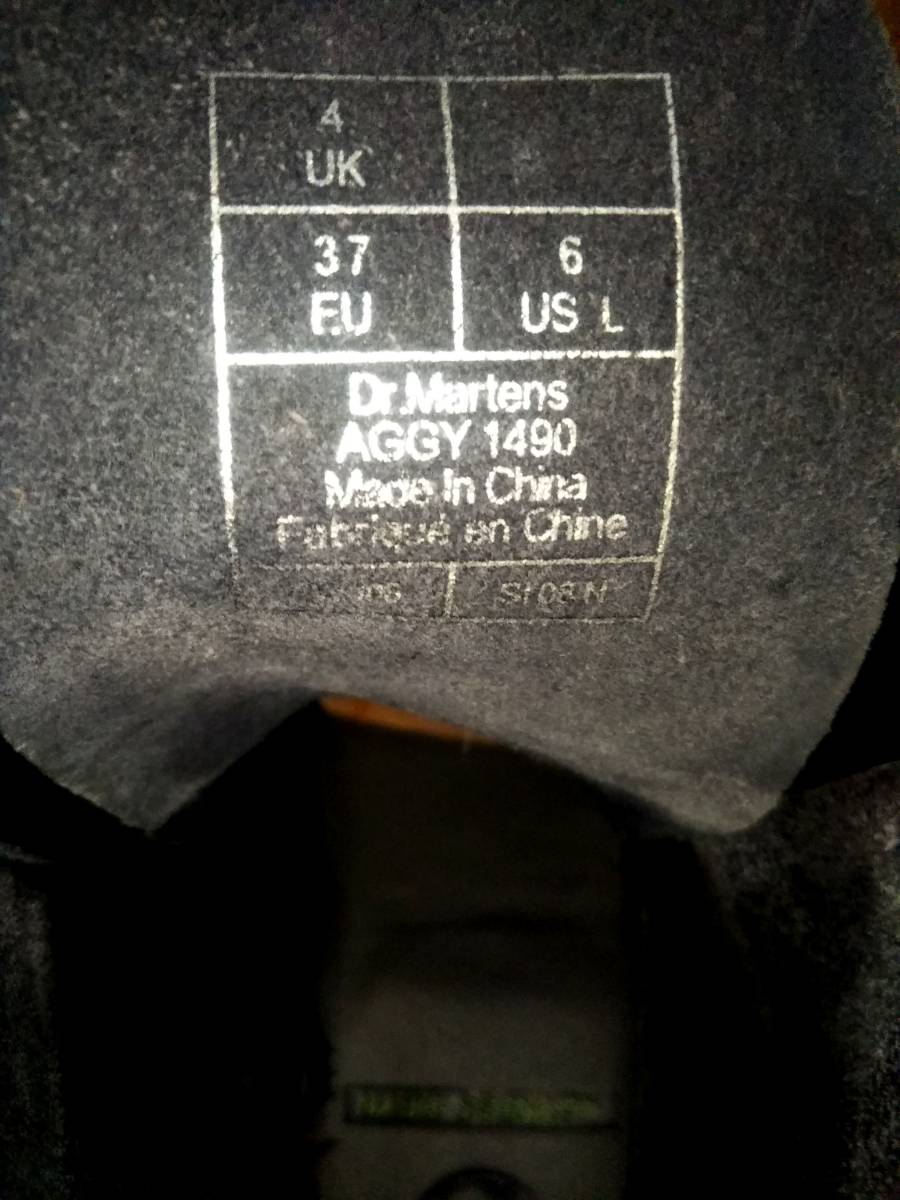 4
UK
37
EU
6
US L
Dr.Martens
AGGY 1490
Made In China
Fabriqué en Chine